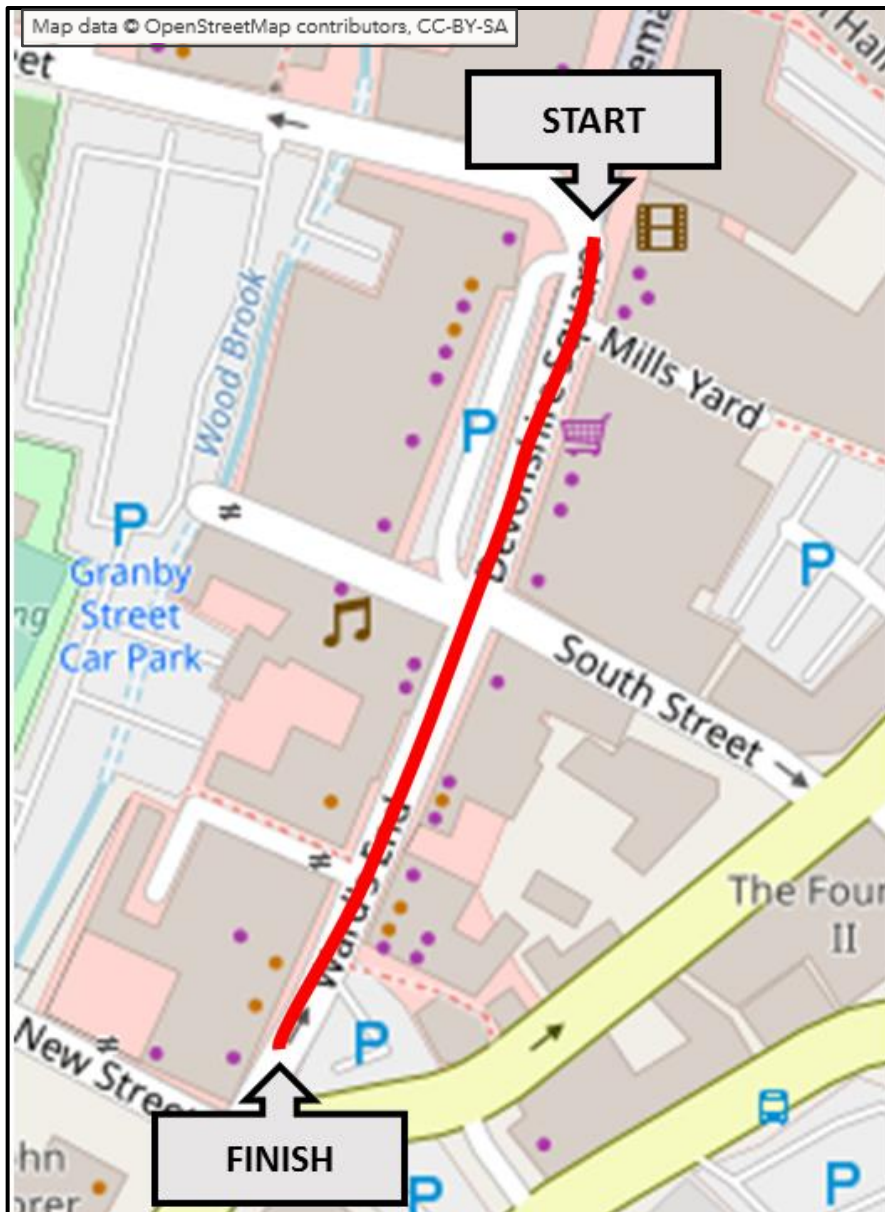 Map data © OpenStreetMap contributors, CC-BY-SA
START
Wood Brook
Mills Yard
Devonshire Square
P
P
Granby
Street
Car Park
P
South Street
Ward's End
The Four
II
P
New Street
FINISH
P
P